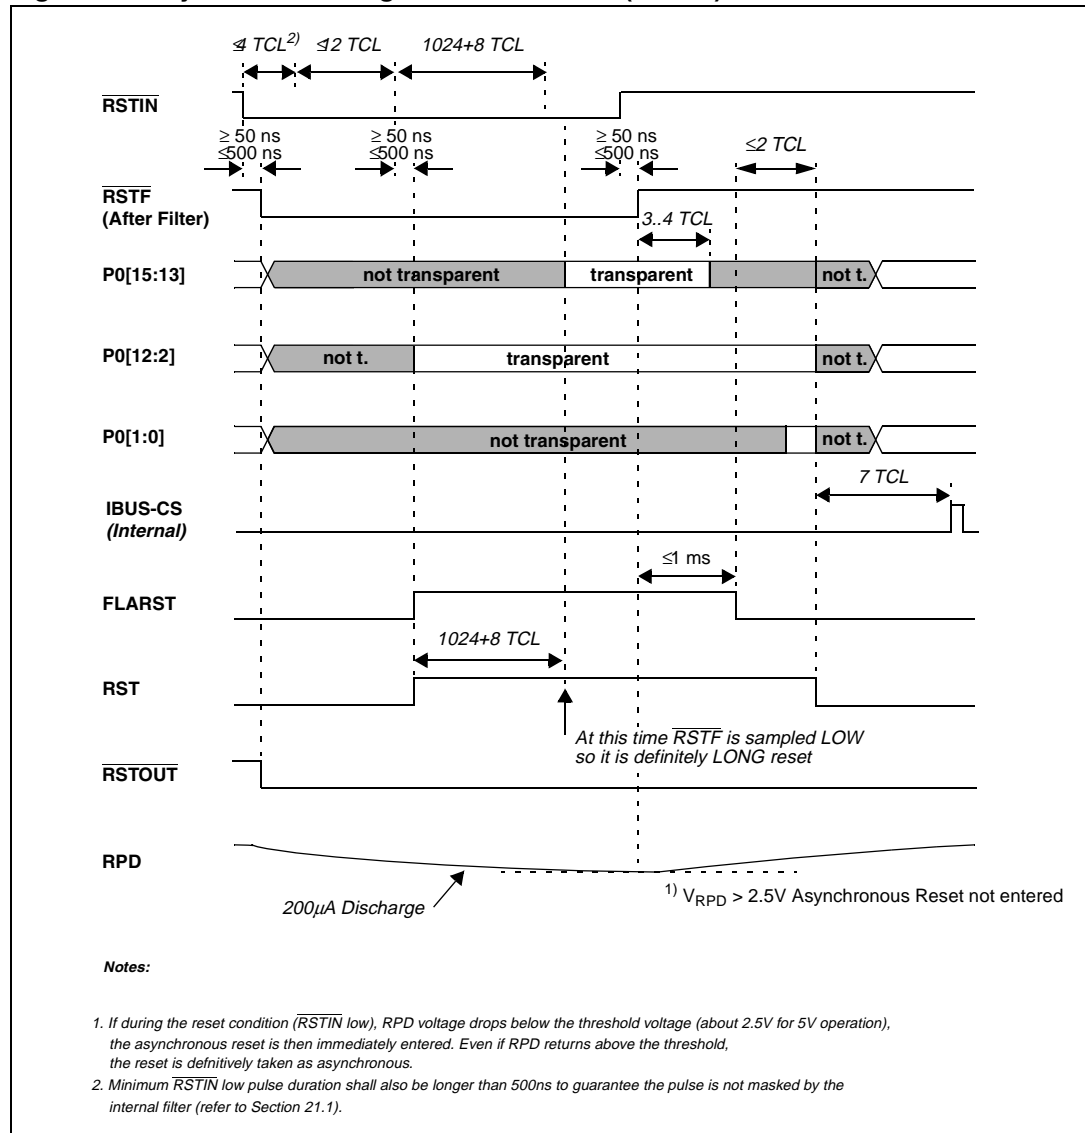 ≤4 TCL2) ≤12 TCL 1024+8 TCL
RSTIN
≥ 50 ns ≥ 50 ns ≥ 50 ns
≤500 ns ≤500 ns ≤500 ns
≤2 TCL
RSTF
(After Filter)
3..4 TCL
P0[15:13] not transparent transparent not t.
P0[12:2] not t. transparent not t.
P0[1:0] not transparent not t.
7 TCL
IBUS-CS
(Internal)
≤1 ms
FLARST
1024+8 TCL
RST
At this time RSTF is sampled LOW
so it is definitely LONG reset
RSTOUT
RPD
200µA Discharge
1) VRPD > 2.5V Asynchronous Reset not entered
Notes:
1. If during the reset condition (RSTIN low), RPD voltage drops below the threshold voltage (about 2.5V for 5V operation),
the asynchronous reset is then immediately entered. Even if RPD returns above the threshold,
the reset is defnitively taken as asynchronous.
2. Minimum RSTIN low pulse duration shall also be longer than 500ns to guarantee the pulse is not masked by the
internal filter (refer to Section 21.1).